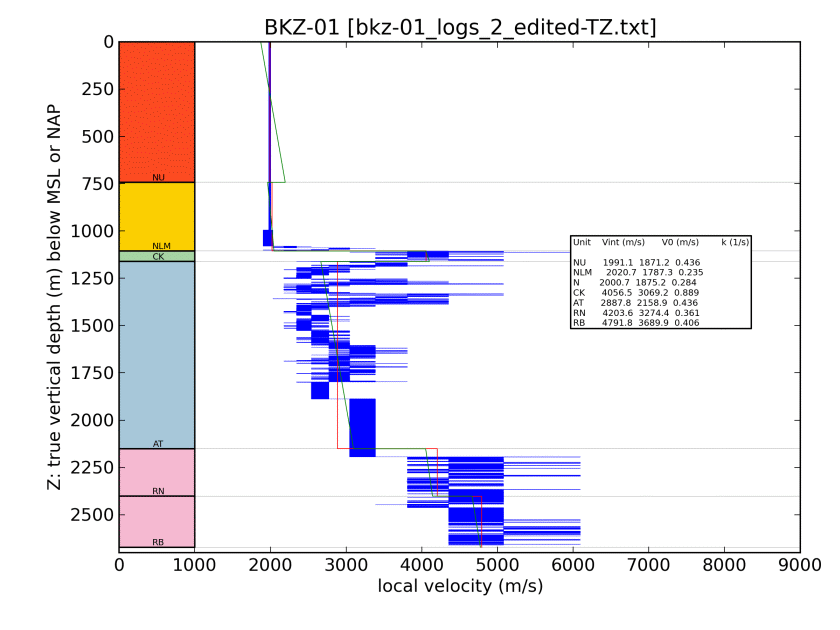 BKZ-01 [bkz-01_logs_2_edited-TZ.txt]
Z: true vertical depth (m) below MSL or NAP
0
250
500
750
1000
1250
1500
1750
2000
2250
2500
NU
NLM
CK
AT
RN
RB
Unit Vint (m/s) V0 (m/s) k (1/s)
NU 1991.1 1871.2 0.436
NLM 2020.7 1787.3 0.235
N 2000.7 1875.2 0.284
CK 4056.5 3069.2 0.889
AT 2887.8 2158.9 0.436
RN 4203.6 3274.4 0.361
RB 4791.8 3689.9 0.406
0 1000 2000 3000 4000 5000 6000 7000 8000 9000
local velocity (m/s)